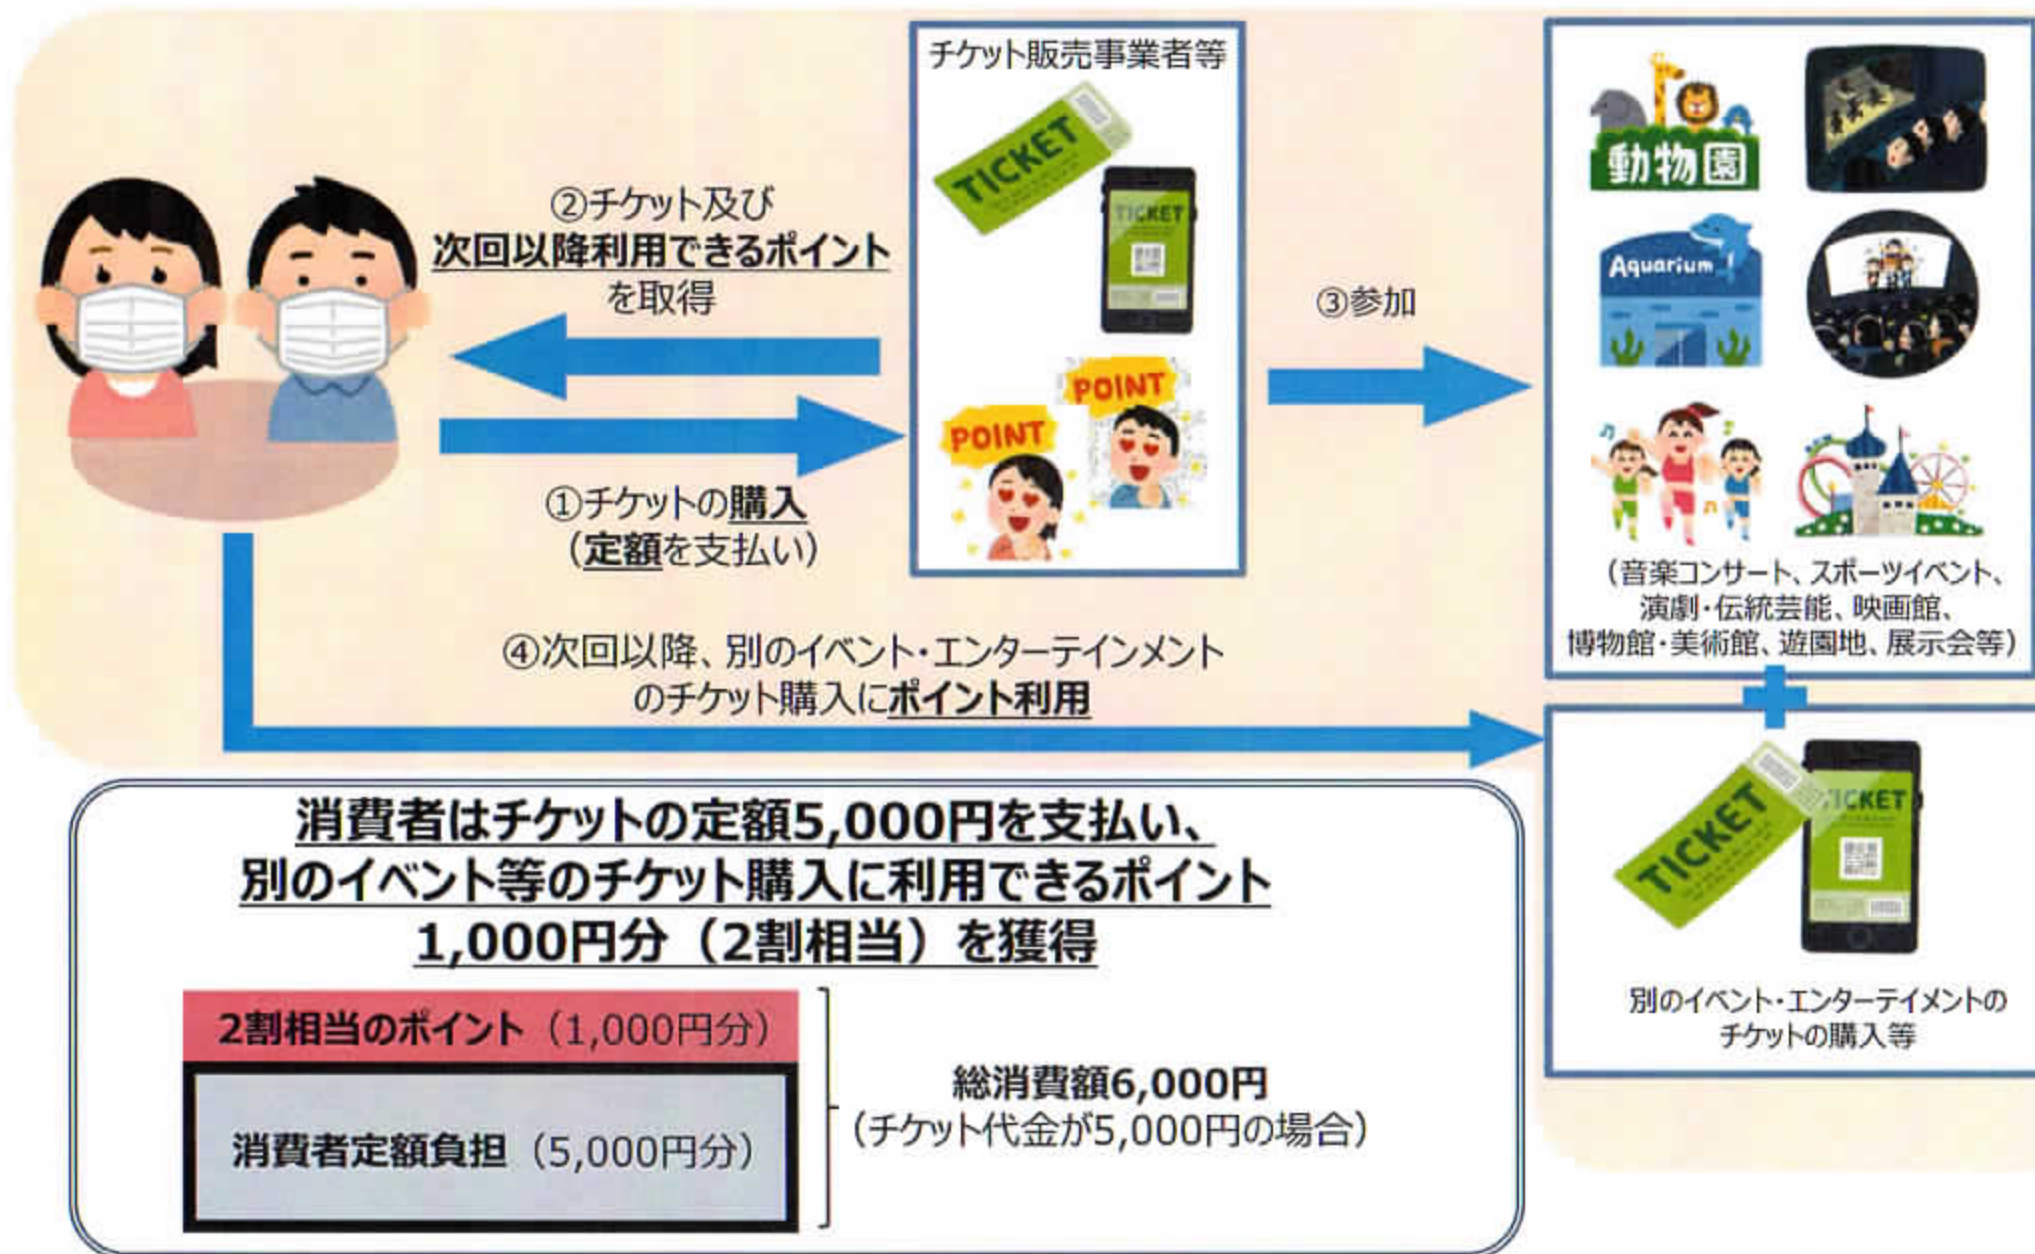 チケット販売事業者等
TICKET
TICKET
POINT
POINT
②チケット及び
次回以降利用できるポイント
を取得
①チケットの購入
（定額を支払い）
③参加
動物園
Aquarium
（音楽コンサート、スポーツイベント、
演劇・伝統芸能、映画館、
博物館・美術館、遊園地、展示会等）
④次回以降、別のイベント・エンターテインメント
のチケット購入にポイント利用
TICKET
TICKET
別のイベント・エンターテイメントの
チケットの購入等
消費者はチケットの定額5,000円を支払い、
別のイベント等のチケット購入に利用できるポイント
1,000円分（2割相当）を獲得
2割相当のポイント（1,000円分）
消費者定額負担（5,000円分）
総消費額6,000円
（チケット代金が5,000円の場合）